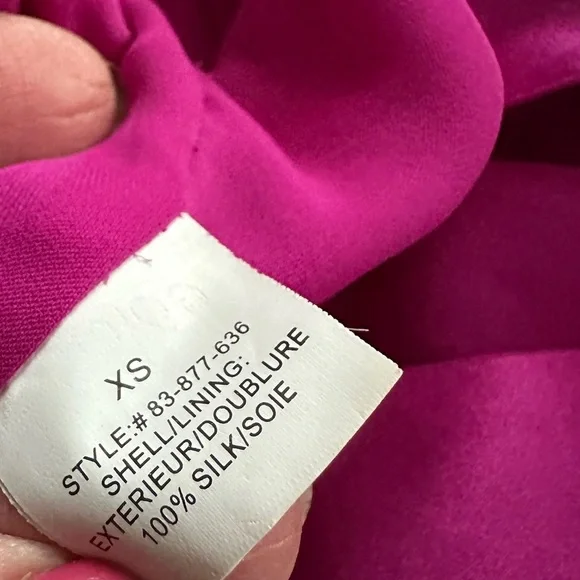 XS
STYLE:# 83-877-636
SHELL/LINING:
EXTERIEUR/DOUBLURE
100% SILK/SOIE